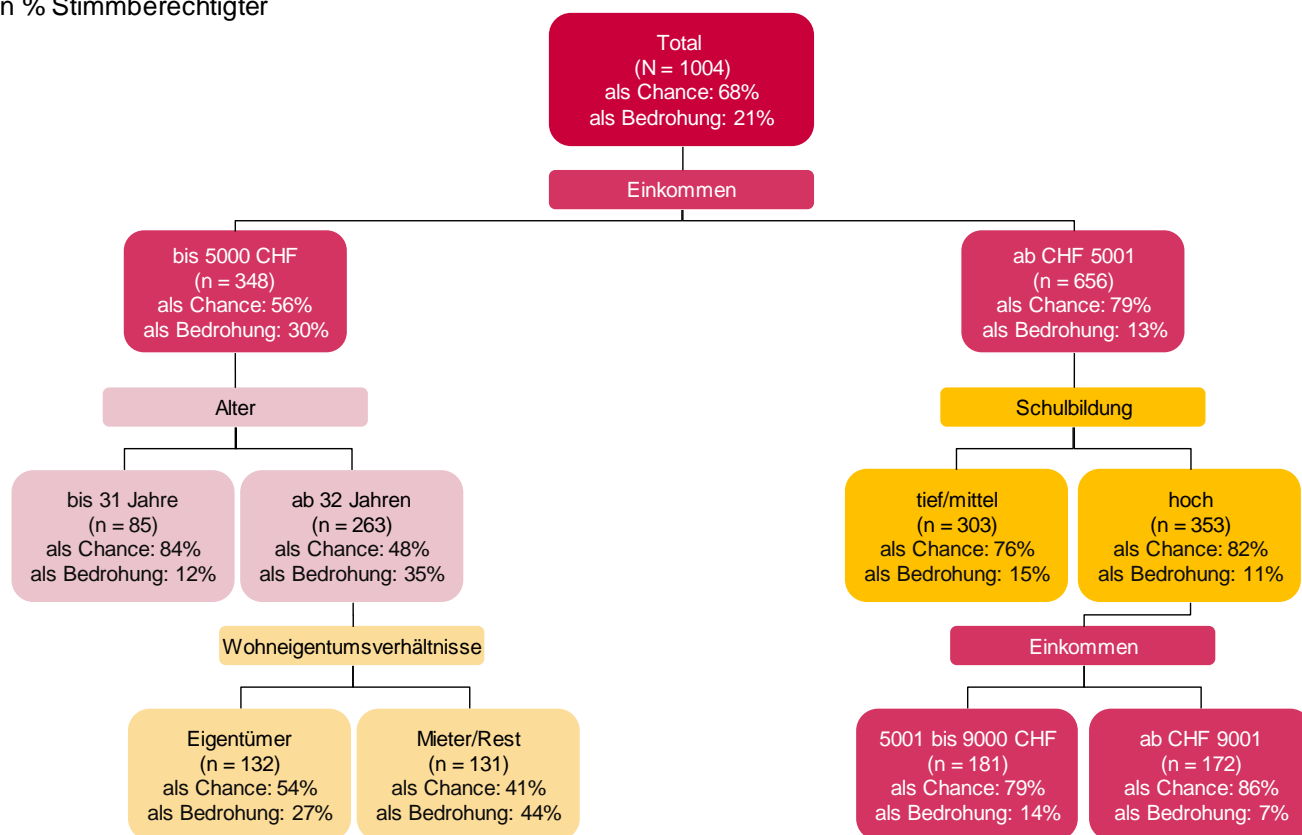 n % Stimmberechtigter
Total
(N = 1004)
als Chance: 68%
als Bedrohung: 21%
Einkommen
bis 5000 CHF
(n = 348)
als Chance: 56%
als Bedrohung: 30%
ab CHF 5001
(n = 656)
als Chance: 79%
als Bedrohung: 13%
Alter
Schulbildung
bis 31 Jahre
(n = 85)
als Chance: 84%
als Bedrohung: 12%
ab 32 Jahren
(n = 263)
als Chance: 48%
als Bedrohung: 35%
tief/mittel
(n = 303)
als Chance: 76%
als Bedrohung: 15%
hoch
(n = 353)
als Chance: 82%
als Bedrohung: 11%
Wohneigentumsverhältnisse
Einkommen
Eigentümer
(n = 132)
als Chance: 54%
als Bedrohung: 27%
Mieter/Rest
(n = 131)
als Chance: 41%
als Bedrohung: 44%
5001 bis 9000 CHF
(n = 181)
als Chance: 79%
als Bedrohung: 14%
ab CHF 9001
(n = 172)
als Chance: 86%
als Bedrohung: 7%